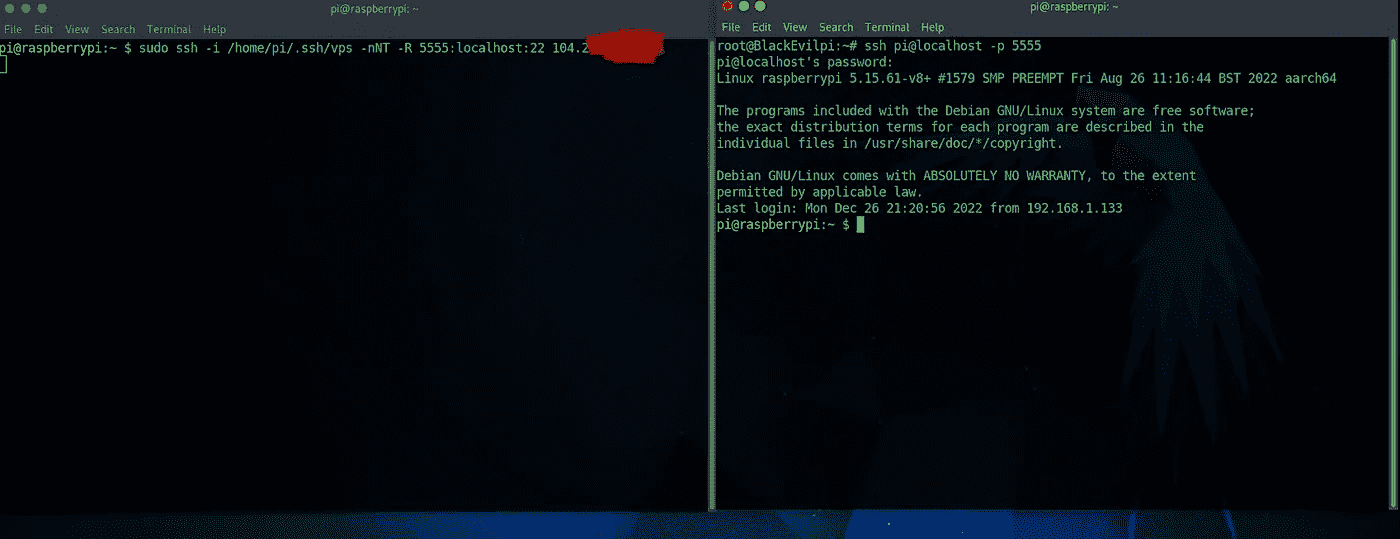 pi@raspberrypi: ~
File Edit View Search Terminal Help
pi@raspberrypi:~ $ sudo ssh -i /home/pi/.ssh/vps -nNT -R 5555:localhost:22 104.2
pi@raspberrypi: ~
File Edit View Search Terminal Help
root@BlackEvilpi:~# ssh pi@localhost -p 5555
pi@localhost's password:
Linux raspberrypi 5.15.61-v8+ #1579 SMP PREEMPT Fri Aug 26 11:16:44 BST 2022 aarch64
The programs included with the Debian GNU/Linux system are free software;
the exact distribution terms for each program are described in the
individual files in /usr/share/doc/*/copyright.
Debian GNU/Linux comes with ABSOLUTELY NO WARRANTY, to the extent
permitted by applicable law.
Last login: Mon Dec 26 21:20:56 2022 from 192.168.1.133
pi@raspberrypi:~ $